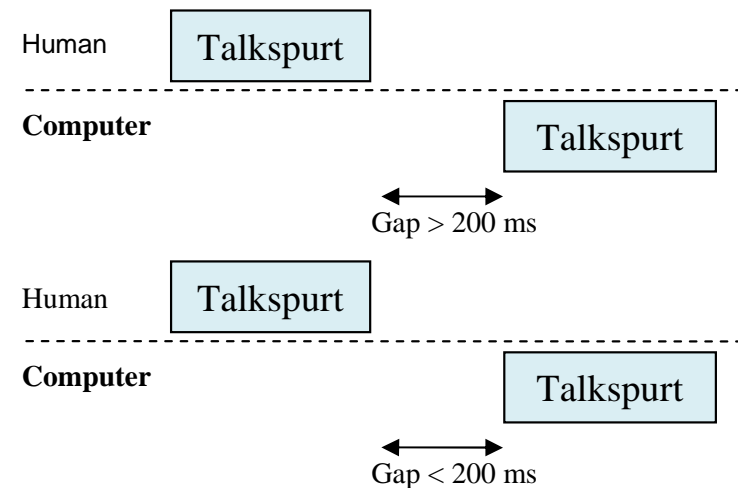 Human
Talkspurt
Computer
Talkspurt
Gap > 200 ms
Human
Talkspurt
Computer
Talkspurt
Gap < 200 ms